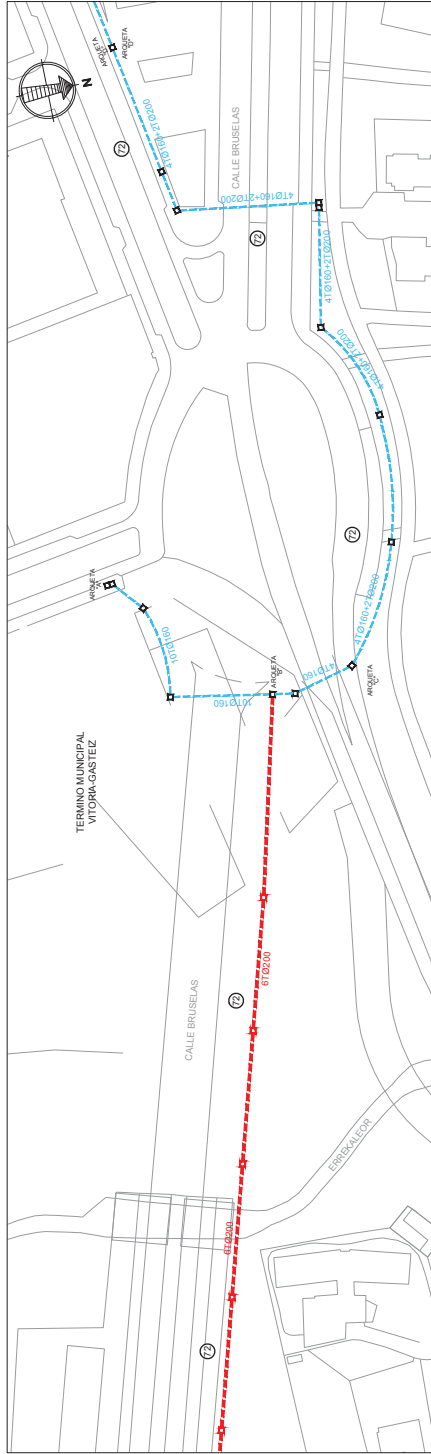 ARQUETA
"D"
ARQUETA
"D"
N
72
4TØ160+2TØ200
CALLE BRUSELAS
4TØ160+2TØ200
72
4TØ160+2TØ200
4TØ160+2TØ200
72
4TØ160+2TØ200
ARQUETA
"A"
10TØ160
10TØ160
ARQUETA
"B"
4TØ160
ARQUETA
"C"
TERMINO MUNICIPAL
VITORIA-GASTEIZ
CALLE BRUSELAS
72
6TØ200
ERREKALEOR
6TØ200
72